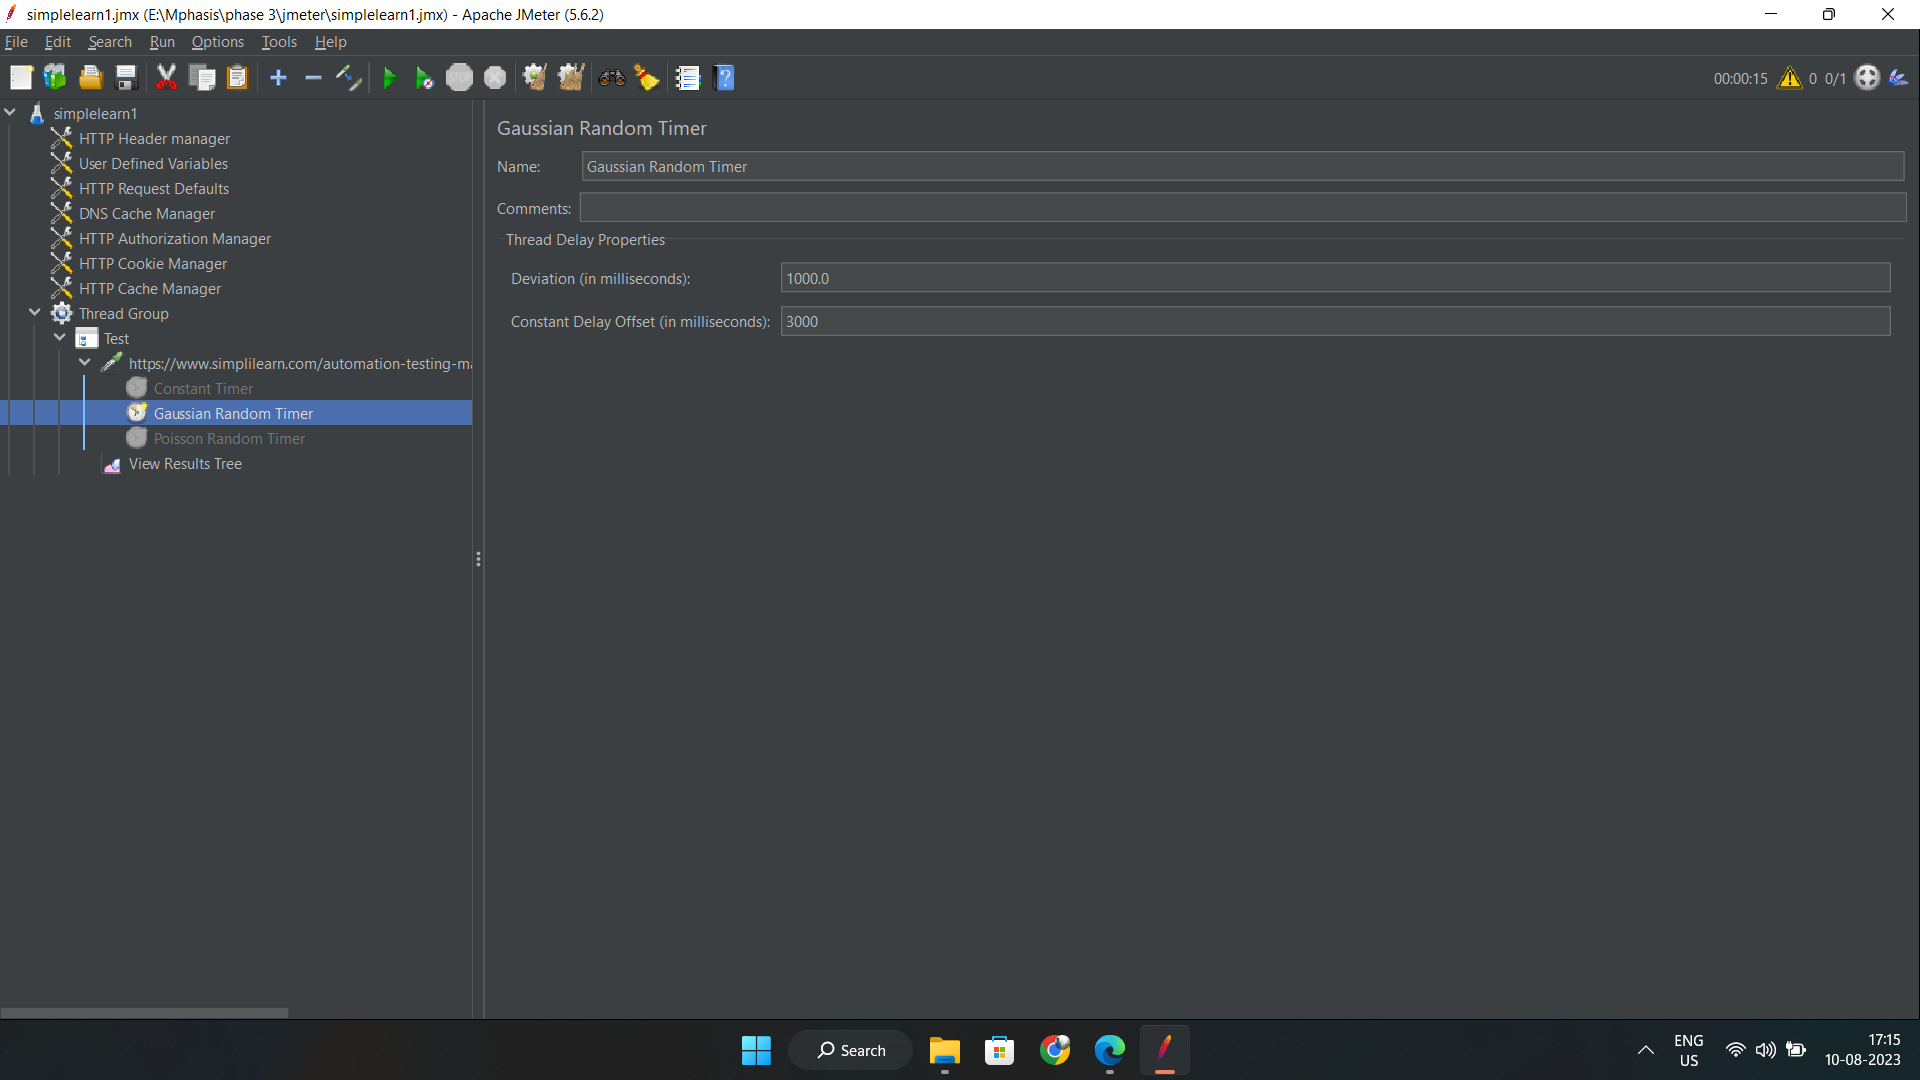 simplelearn1.jmx (E:\Mphasis\phase 3\jmeter\simplelearn1.jmx) - Apache JMeter (5.6.2)
File Edit Search Run Options Tools Help
STOP
00:00:15 0 0/1
simplelearn1
HTTP Header manager
User Defined Variables
HTTP Request Defaults
DNS Cache Manager
HTTP Authorization Manager
HTTP Cookie Manager
HTTP Cache Manager
Thread Group
Test
https://www.simplilearn.com/automation-testing-ma
Constant Timer
Gaussian Random Timer
Poisson Random Timer
View Results Tree
Gaussian Random Timer
Name: Gaussian Random Timer
Comments:
Thread Delay Properties
Deviation (in milliseconds): 1000.0
Constant Delay Offset (in milliseconds): 3000
Search
ENG
US
17:15
10-08-2023